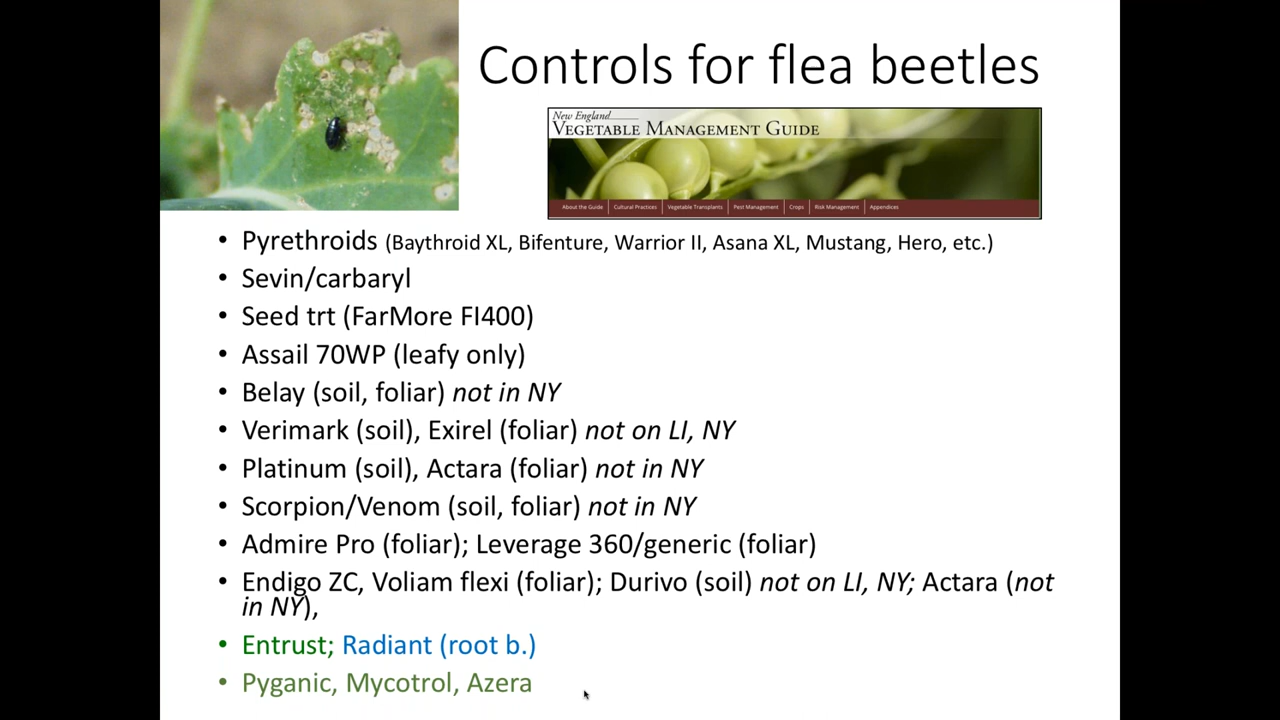 Controls for flea beetles
New England
VEGETABLE MANAGEMENT GUIDE
About the Guide Cultural Practices Vegetable Transplants Pest Management Crops Risk Management Appendices
• Pyrethroids (Baythroid XL, Bifenture, Warrior II, Asana XL, Mustang, Hero, etc.)
• Sevin/carbaryl
• Seed trt (FarMore FI400)
• Assail 70WP (leafy only)
• Belay (soil, foliar) not in NY
• Verimark (soil), Exirel (foliar) not on LI, NY
• Platinum (soil), Actara (foliar) not in NY
• Scorpion/Venom (soil, foliar) not in NY
• Admire Pro (foliar); Leverage 360/generic (foliar)
• Endigo ZC, Voliam flexi (foliar); Durivo (soil) not on LI, NY; Actara (not
in NY),
• Entrust; Radiant (root b.)
• Pyganic, Mycotrol, Azera